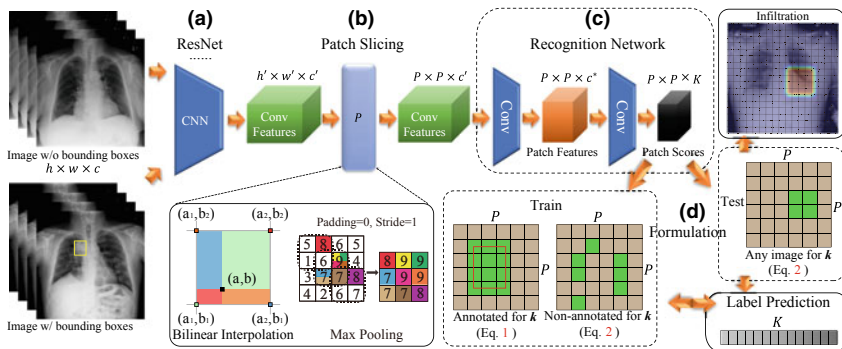 (a)
(b)
(c)
Infiltration
ResNet
......
Patch Slicing
Recognition Network
h' × w' × c'
P × P × c'
P × P × c*
P × P × K
CNN
Conv
Features
P
Conv
Features
Conv
Conv
Patch Features
Patch Scores
Image w/o bounding boxes
h × w × c
Image w/ bounding boxes
(a₁,b₂)
(a₂,b₂)
(a,b)
(a₁,b₁)
(a₂,b₁)
Bilinear Interpolation
Padding=0, Stride=1
5 8 6 5
1 6 9 4
3 7 7 8
4 2 6 7
8 9 9
7 9 9
7 7 8
Max Pooling
Train
P
P
P
P
Annotated for k
(Eq. 1)
Non-annotated for k
(Eq. 2)
(d)
Formulation
P
Test
P
Any image for k
(Eq. 2)
Label Prediction
K